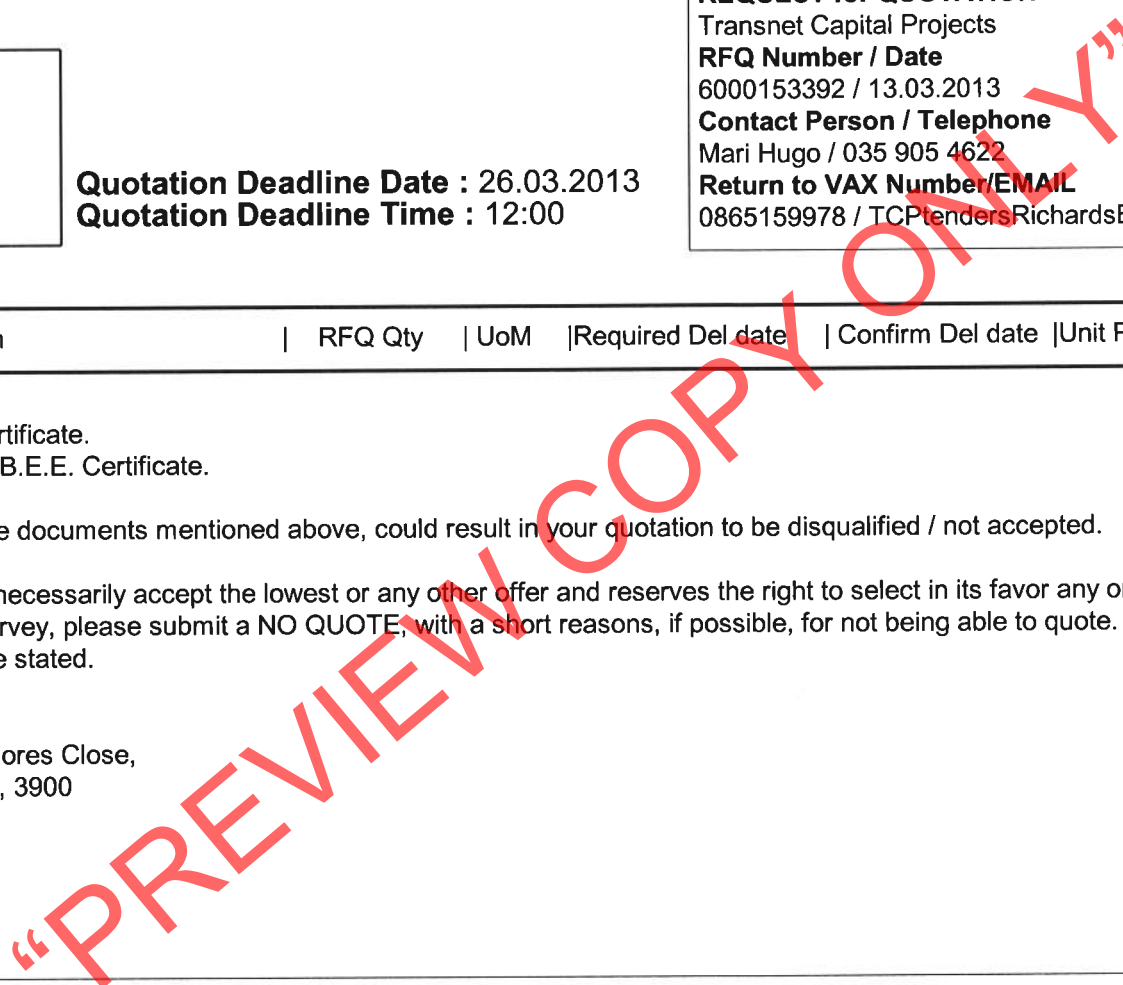 REQUEST for QUOTATION
Transnet Capital Projects
RFQ Number / Date
6000153392 / 13.03.2013
Contact Person / Telephone
Mari Hugo / 035 905 4622
Return to VAX Number/EMAIL
0865159978 / TCPtendersRichardsB
Quotation Deadline Date : 26.03.2013
Quotation Deadline Time : 12:00
| RFQ Qty | UoM |Required Del date | Confirm Del date |Unit P
rtificate.
B.E.E. Certificate.
e documents mentioned above, could result in your quotation to be disqualified / not accepted.
necessarily accept the lowest or any other offer and reserves the right to select in its favor any or
rvey, please submit a NO QUOTE, with a short reasons, if possible, for not being able to quote.
e stated.
ores Close,
, 3900
“PREVIEW COPY ONLY”